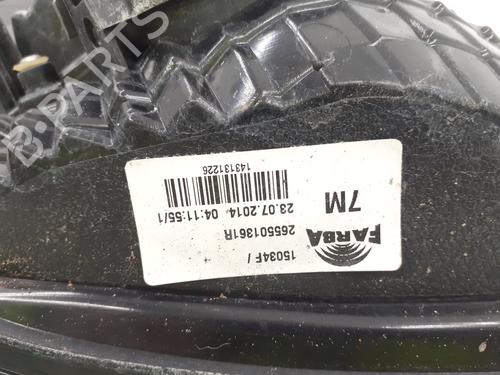 B-PARTS
15034F /
FARBA
265501361R
7M
23.07.2014 04:11:55/1
143131226